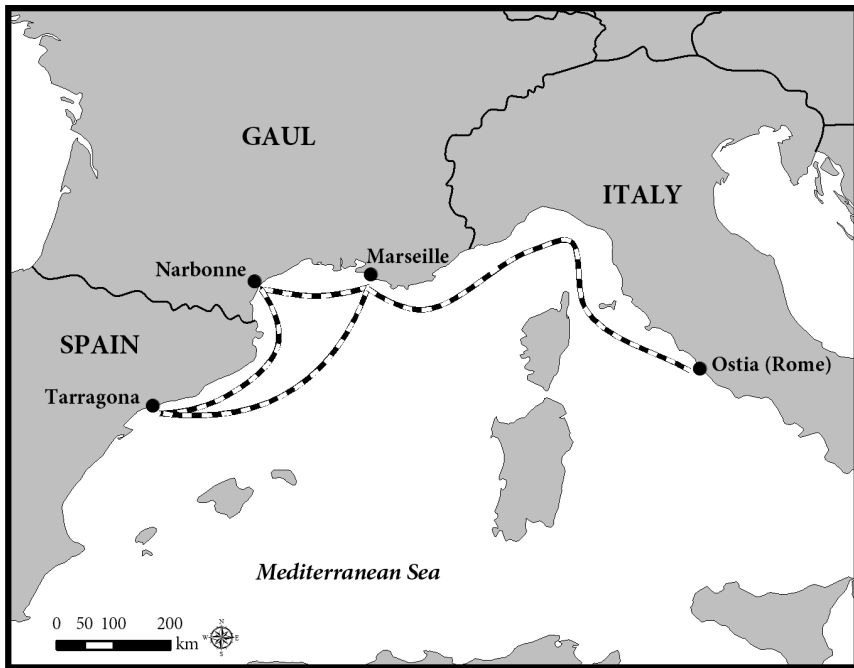 GAUL
ITALY
Marseille
Narbonne
SPAIN
Ostia (Rome)
Tarragona
Mediterranean Sea
0 50 100 200
km
N
W E
S